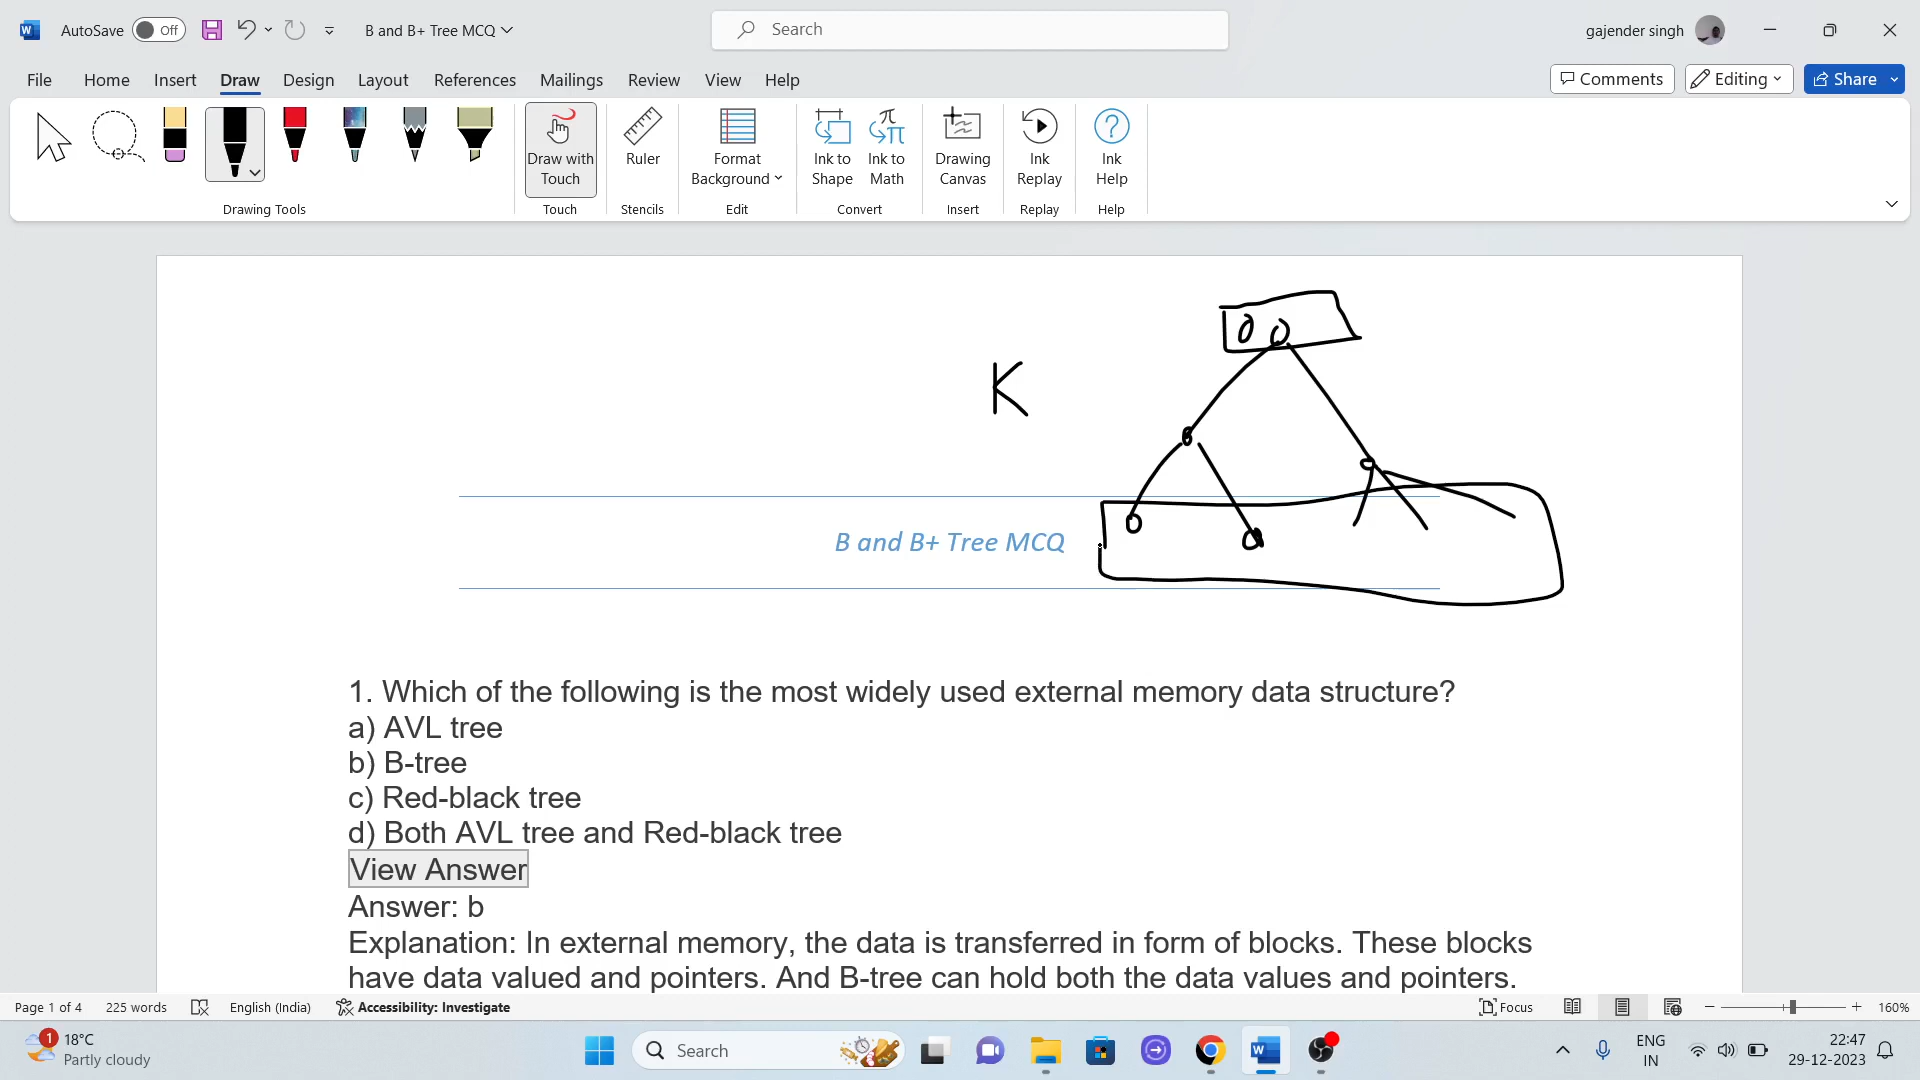 AutoSave Off B and B+ Tree MCQ Search gajender singh
File Home Insert Draw Design Layout References Mailings Review View Help Comments Editing Share
Draw with Touch Ruler Format Background Ink to Shape Ink to Math Drawing Canvas Ink Replay Ink Help
Drawing Tools Touch Stencils Edit Convert Insert Replay Help
0 0
K
B and B+ Tree MCQ
1. Which of the following is the most widely used external memory data structure?
a) AVL tree
b) B-tree
c) Red-black tree
d) Both AVL tree and Red-black tree
View Answer
Answer: b
Explanation: In external memory, the data is transferred in form of blocks. These blocks
have data valued and pointers. And B-tree can hold both the data values and pointers.
Page 1 of 4 225 words English (India) Accessibility: Investigate Focus 160%
1 18°C Search ENG 22:47
Partly cloudy IN 29-12-2023